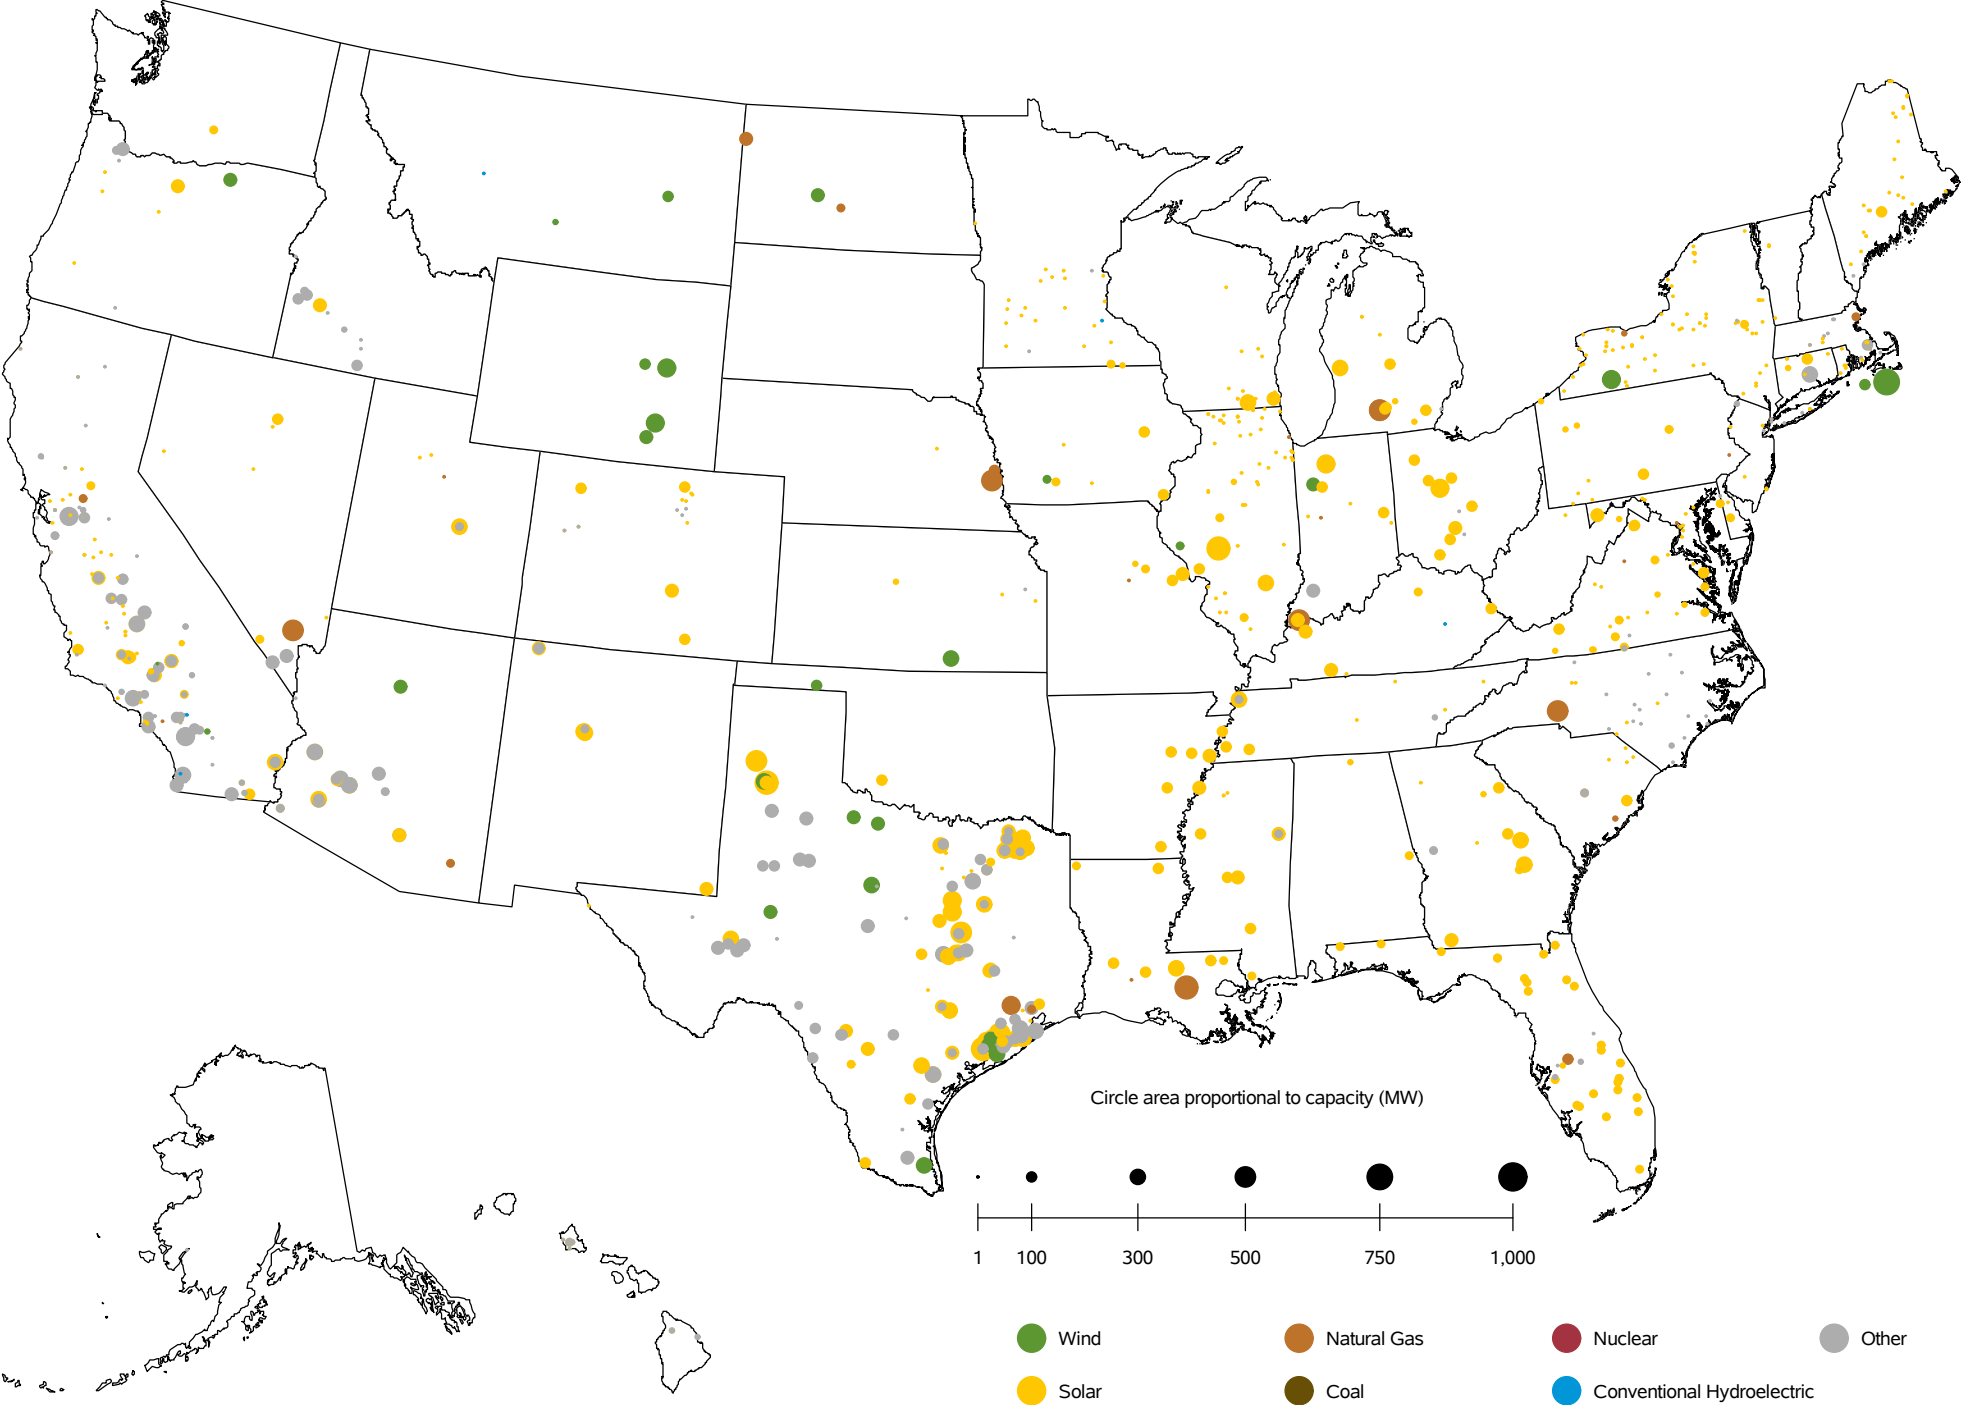 Circle area proportional to capacity (MW)
1 100 300 500 750 1,000
Wind Natural Gas Nuclear Other
Solar Coal Conventional Hydroelectric